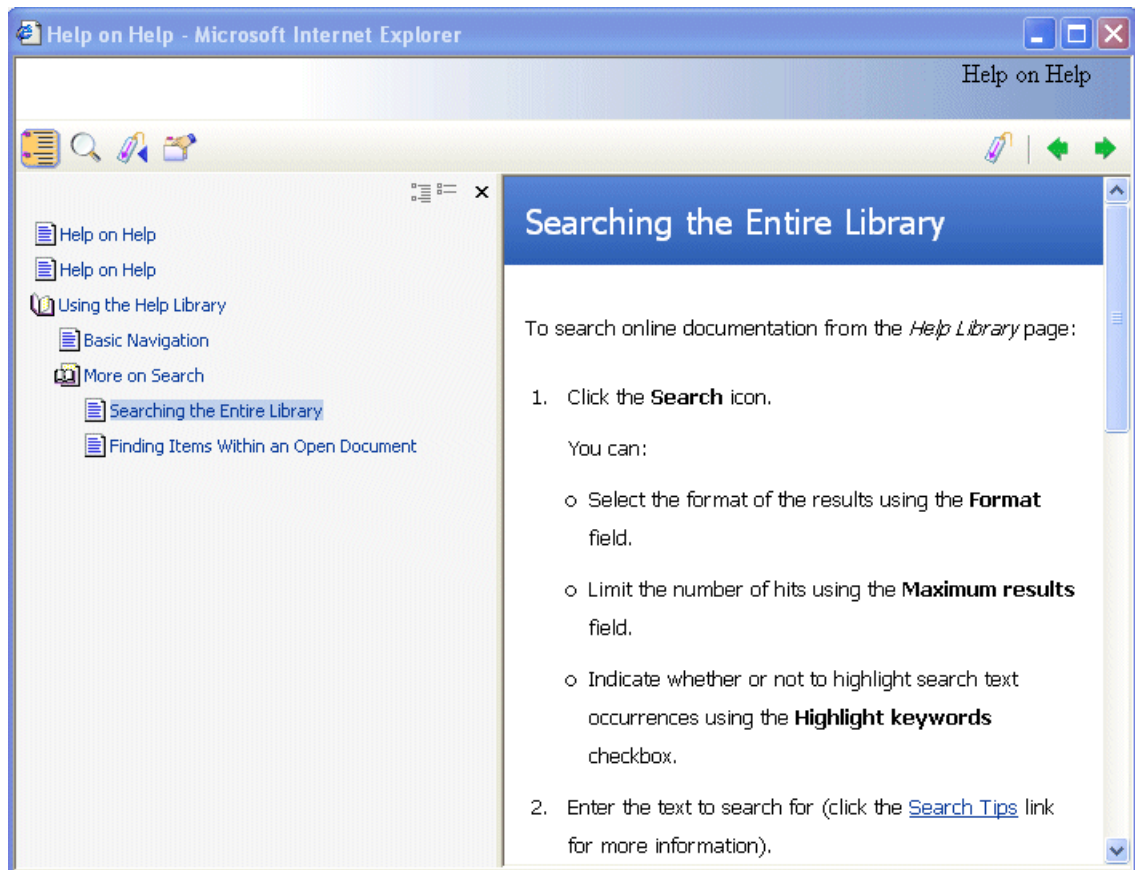 Help on Help - Microsoft Internet Explorer
Help on Help
Help on Help
Help on Help
Using the Help Library
Basic Navigation
More on Search
Searching the Entire Library
Finding Items Within an Open Document
Searching the Entire Library
To search online documentation from the Help Library page:
1. Click the Search icon.
You can:
o Select the format of the results using the Format
field.
o Limit the number of hits using the Maximum results
field.
o Indicate whether or not to highlight search text
occurrences using the Highlight keywords
checkbox.
2. Enter the text to search for (click the Search Tips link
for more information).